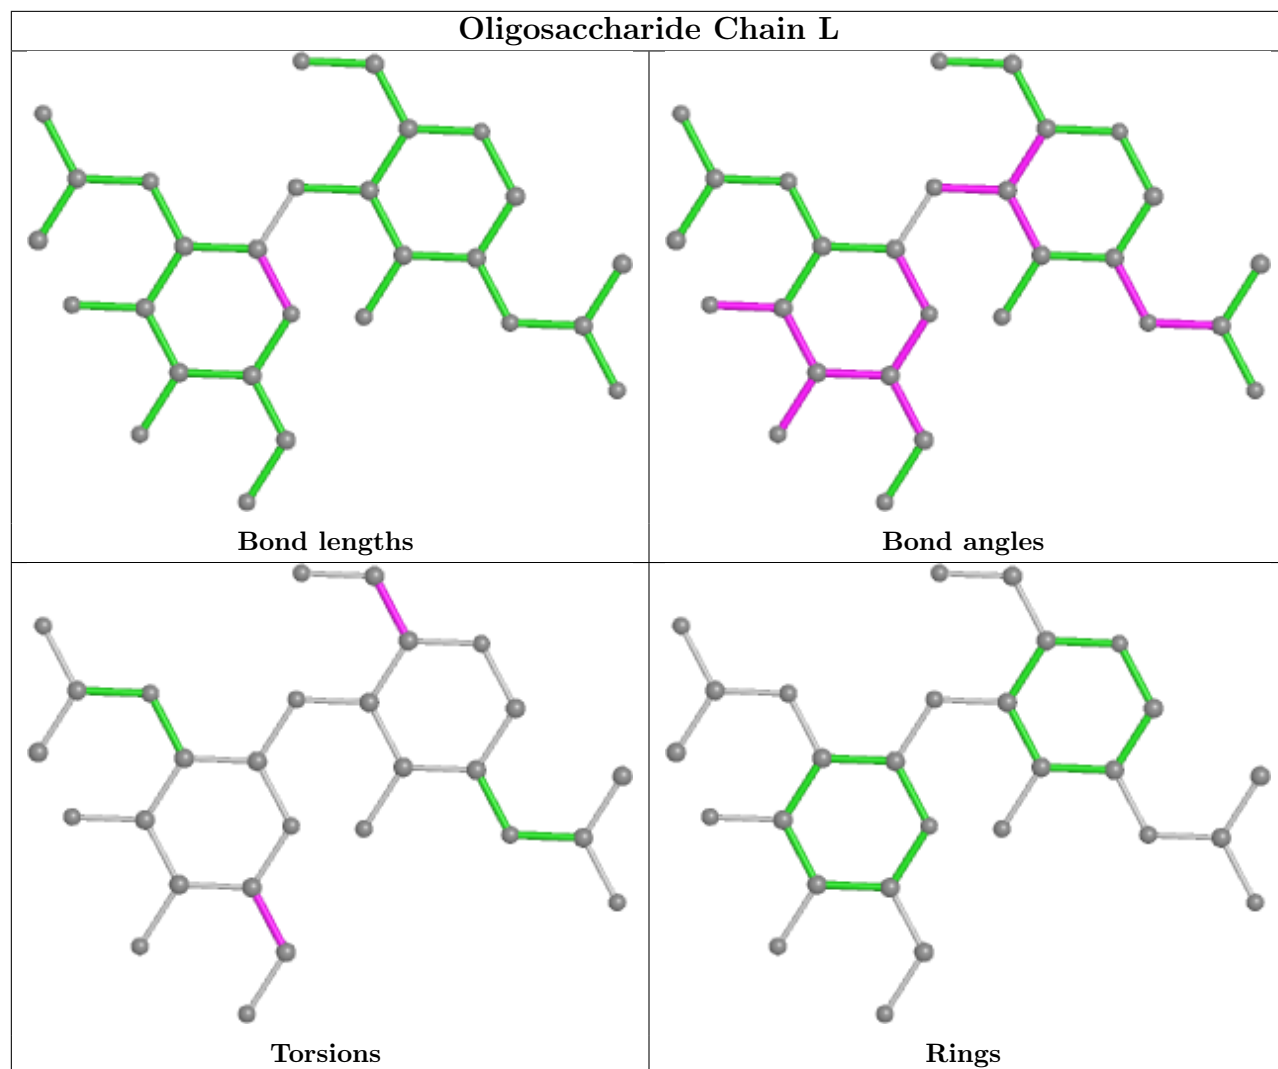 Oligosaccharide Chain L
Bond lengths
Bond angles
Torsions
Rings